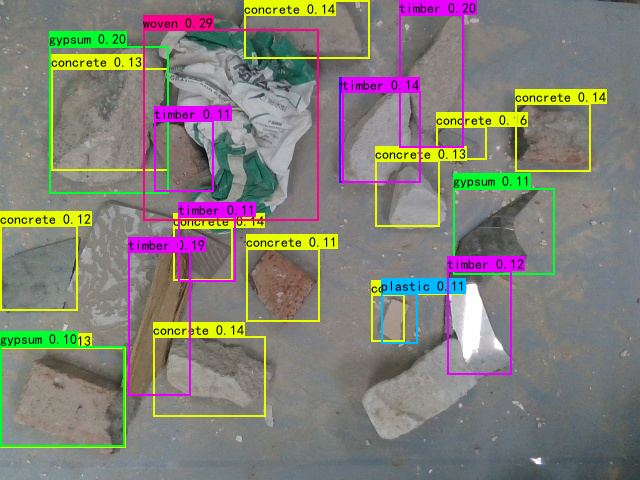 concrete 0.14
timber 0.20
woven 0.29
gypsum 0.20
concrete 0.13
timber 0.14
concrete 0.14
timber 0.11
concrete 0.16
concrete 0.13
gypsum 0.11
timber 0.11
concrete 0.12
0.14
timber 0.19
concrete 0.11
timber 0.12
plastic 0.11
concrete 0.14
gypsum 0.10
13